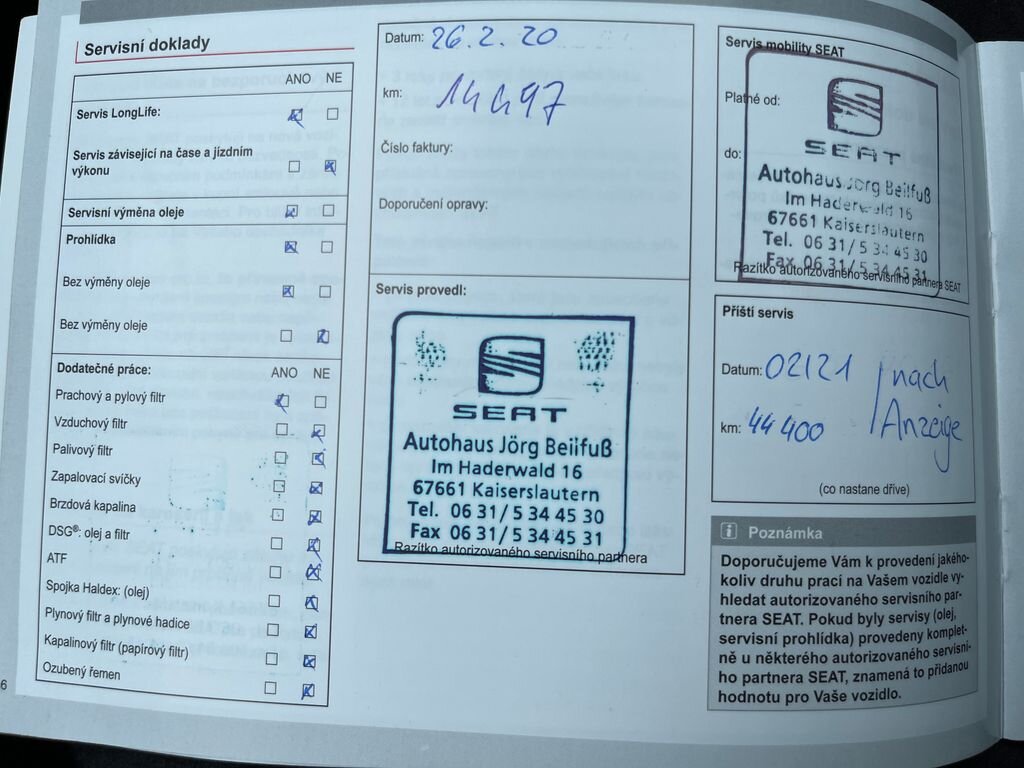 Servisní doklady
ANO NE
Servis LongLife:
Servis závisející na čase a jízdním
výkonu
Servisní výměna oleje
Prohlídka
Bez výměny oleje
Bez výměny oleje
Dodatečné práce: ANO NE
Prachový a pylový filtr
Vzduchový filtr
Palivový filtr
Zapalovací svíčky
Brzdová kapalina
DSG®: olej a filtr
ATF
Spojka Haldex: (olej)
Plynový filtr a plynové hadice
Kapalinový filtr (papírový filtr)
Ozubený řemen
6
Datum: 26.2.20
km: 14497
Číslo faktury:
Doporučení opravy:
Servis provedl:
SEAT
Autohaus Jörg Beilfuß
Im Haderwald 16
67661 Kaiserslautern
Tel. 06 31/5 34 45 30
Fax 06 31/5 34 45 31
Razítko autorizovaného servisního partnera
Servis mobility SEAT
Platné od:
do:
SEAT
Autohaus Jörg Beilfuß
Im Haderwald 16
67661 Kaiserslautern
Tel. 06 31/5 34 45 30
Fax 06 31/5 34 45 31
Razítko autorizovaného servisního partnera SEAT
Příští servis
Datum: 02/21 / nach
km: 44400 Anzeige
(co nastane dříve)
i Poznámka
Doporučujeme Vám k provedení jakého-
koliv druhu prací na Vašem vozidle vy-
hledat autorizovaného servisního par-
tnera SEAT. Pokud byly servisy (olej,
servisní prohlídka) provedeny komplet-
ně u některého autorizovaného servisní-
ho partnera SEAT, znamená to přidanou
hodnotu pro Vaše vozidlo.